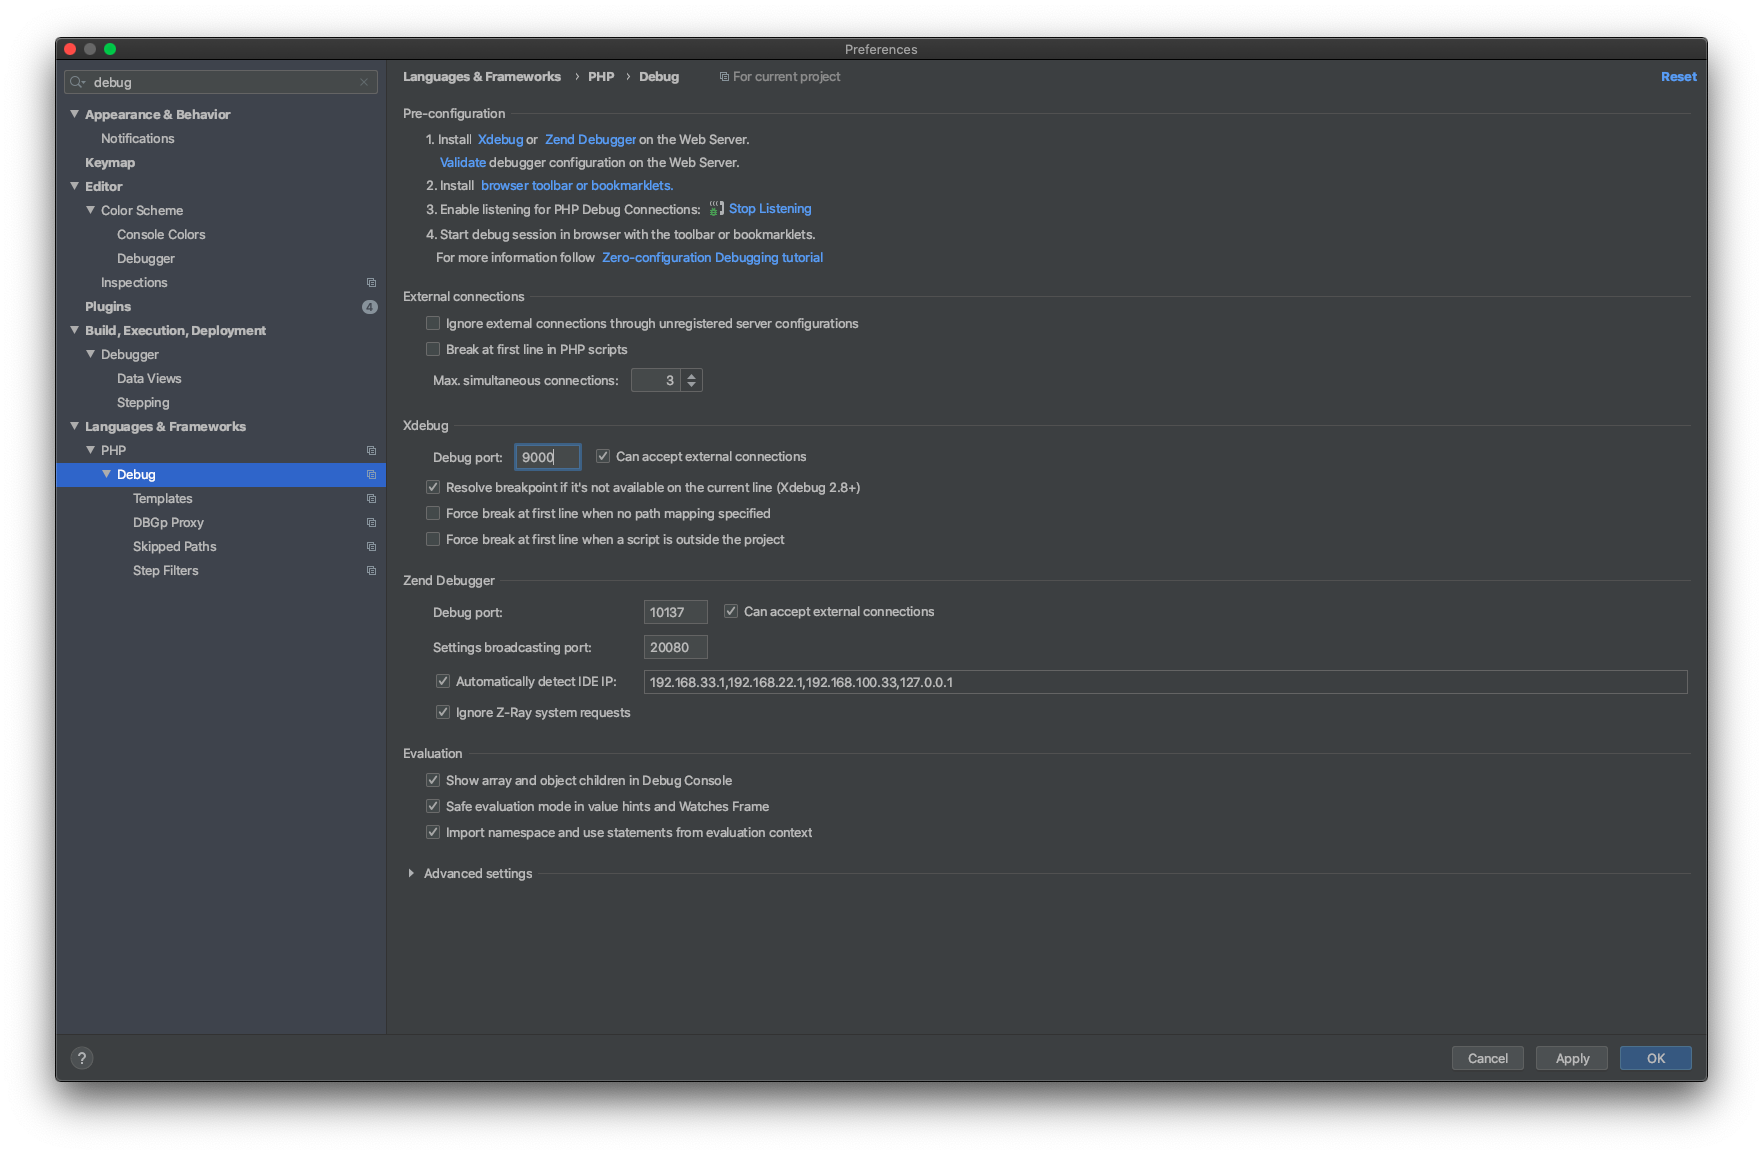 Preferences
debug
Appearance & Behavior
Notifications
Keymap
Editor
Color Scheme
Console Colors
Debugger
Inspections
Plugins 4
Build, Execution, Deployment
Debugger
Data Views
Stepping
Languages & Frameworks
PHP
Debug
Templates
DBGp Proxy
Skipped Paths
Step Filters
Languages & Frameworks › PHP › Debug For current project Reset
Pre-configuration
1. Install Xdebug or Zend Debugger on the Web Server.
Validate debugger configuration on the Web Server.
2. Install browser toolbar or bookmarklets.
3. Enable listening for PHP Debug Connections: Stop Listening
4. Start debug session in browser with the toolbar or bookmarklets.
For more information follow Zero-configuration Debugging tutorial
External connections
Ignore external connections through unregistered server configurations
Break at first line in PHP scripts
Max. simultaneous connections: 3
Xdebug
Debug port: 9000 Can accept external connections
Resolve breakpoint if it's not available on the current line (Xdebug 2.8+)
Force break at first line when no path mapping specified
Force break at first line when a script is outside the project
Zend Debugger
Debug port: 10137 Can accept external connections
Settings broadcasting port: 20080
Automatically detect IDE IP: 192.168.33.1,192.168.22.1,192.168.100.33,127.0.0.1
Ignore Z-Ray system requests
Evaluation
Show array and object children in Debug Console
Safe evaluation mode in value hints and Watches Frame
Import namespace and use statements from evaluation context
Advanced settings
? Cancel Apply OK